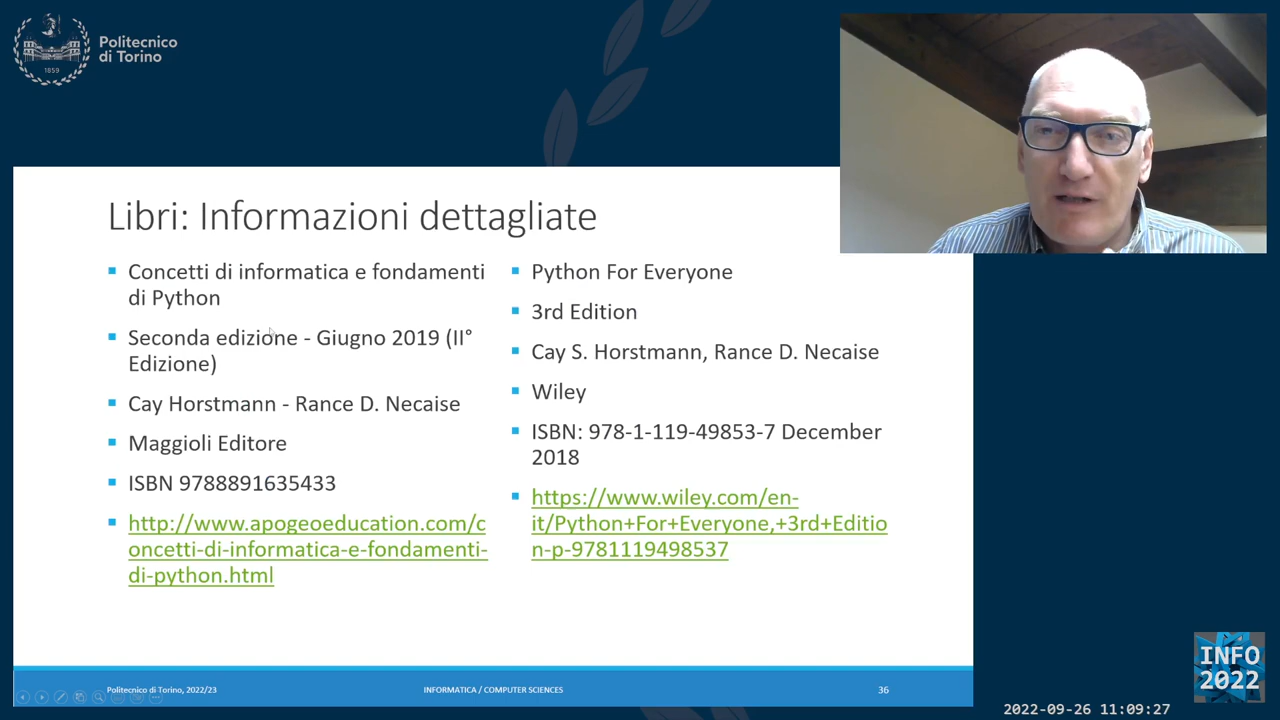 Politecnico
di Torino
1859
Libri: Informazioni dettagliate
Concetti di informatica e fondamenti
di Python
Seconda edizione - Giugno 2019 (II°
Edizione)
Cay Horstmann - Rance D. Necaise
Maggioli Editore
ISBN 9788891635433
http://www.apogeoeducation.com/c
oncetti-di-informatica-e-fondamenti-
di-python.html
Python For Everyone
3rd Edition
Cay S. Horstmann, Rance D. Necaise
Wiley
ISBN: 978-1-119-49853-7 December
2018
https://www.wiley.com/en-
it/Python+For+Everyone,+3rd+Editio
n-p-9781119498537
Politecnico di Torino, 2022/23
INFORMATICA / COMPUTER SCIENCES
36
INFO
2022
2022-09-26 11:09:27